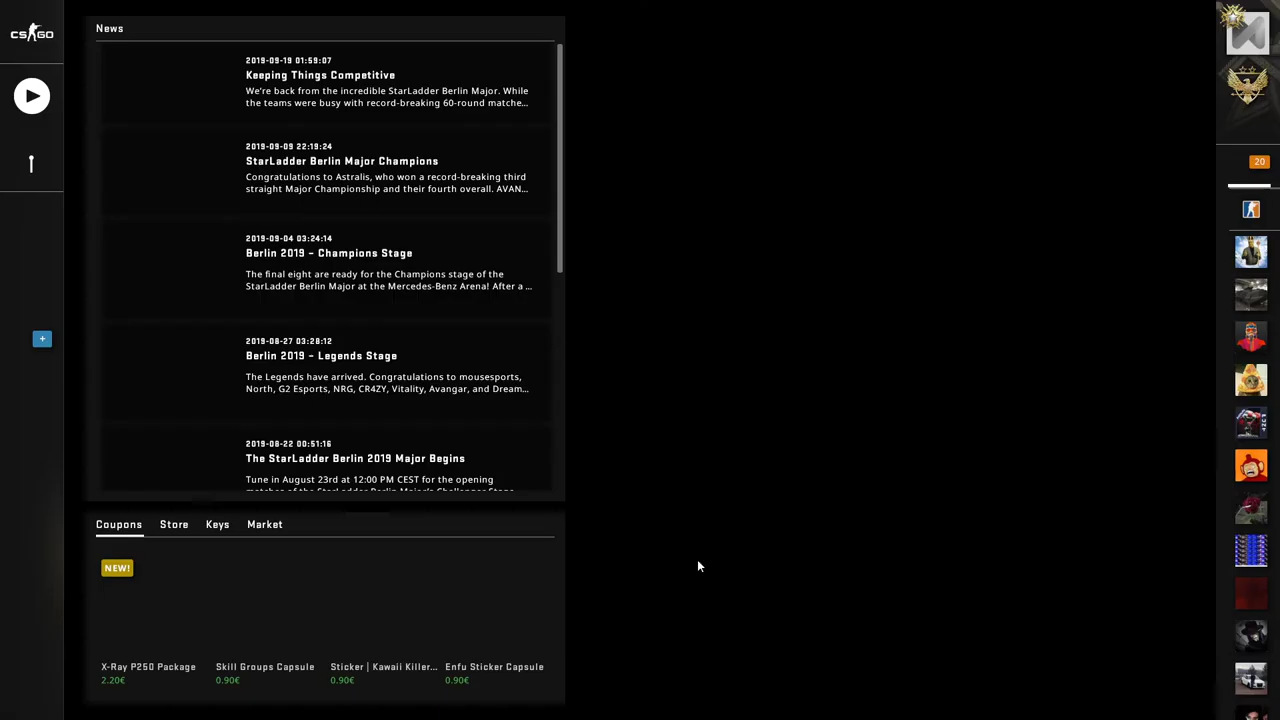 CS GO
News
2019-09-19 01:59:07
Keeping Things Competitive
We're back from the incredible StarLadder Berlin Major. While
the teams were busy with record-breaking 60-round matche...
2019-09-09 22:19:24
StarLadder Berlin Major Champions
Congratulations to Astralis, who won a record-breaking third
straight Major Championship and their fourth overall. AVAN...
2019-09-04 03:24:14
Berlin 2019 – Champions Stage
The final eight are ready for the Champions stage of the
StarLadder Berlin Major at the Mercedes-Benz Arena! After a ...
2019-08-27 03:28:12
Berlin 2019 – Legends Stage
The Legends have arrived. Congratulations to mousesports,
North, G2 Esports, NRG, CR4ZY, Vitality, Avangar, and Dream...
2019-08-22 00:51:16
The StarLadder Berlin 2019 Major Begins
Tune in August 23rd at 12:00 PM CEST for the opening
matches of the StarLadder Berlin Major's Challengers Stage
Coupons Store Keys Market
NEW!
X-Ray P250 Package Skill Groups Capsule Sticker | Kawaii Killer... Enfu Sticker Capsule
2.20€ 0.90€ 0.90€ 0.90€
20
+